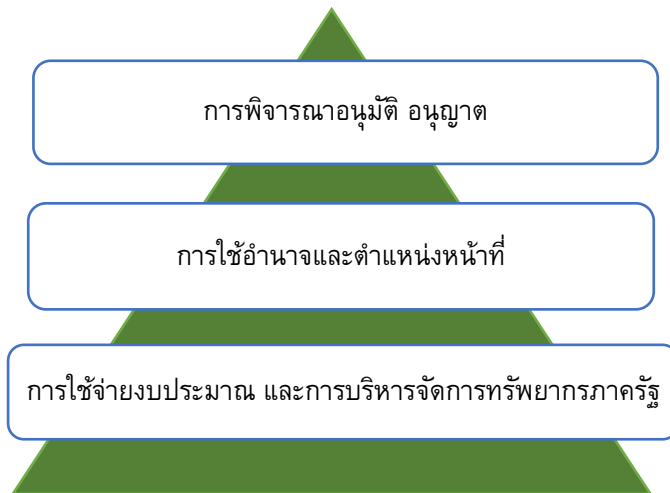 การพิจารณาอนุมัติ อนุญาต
การใช้อำนาจและตำแหน่งหน้าที่
การใช้จ่ายงบประมาณ และการบริหารจัดการทรัพยากรภาครัฐ